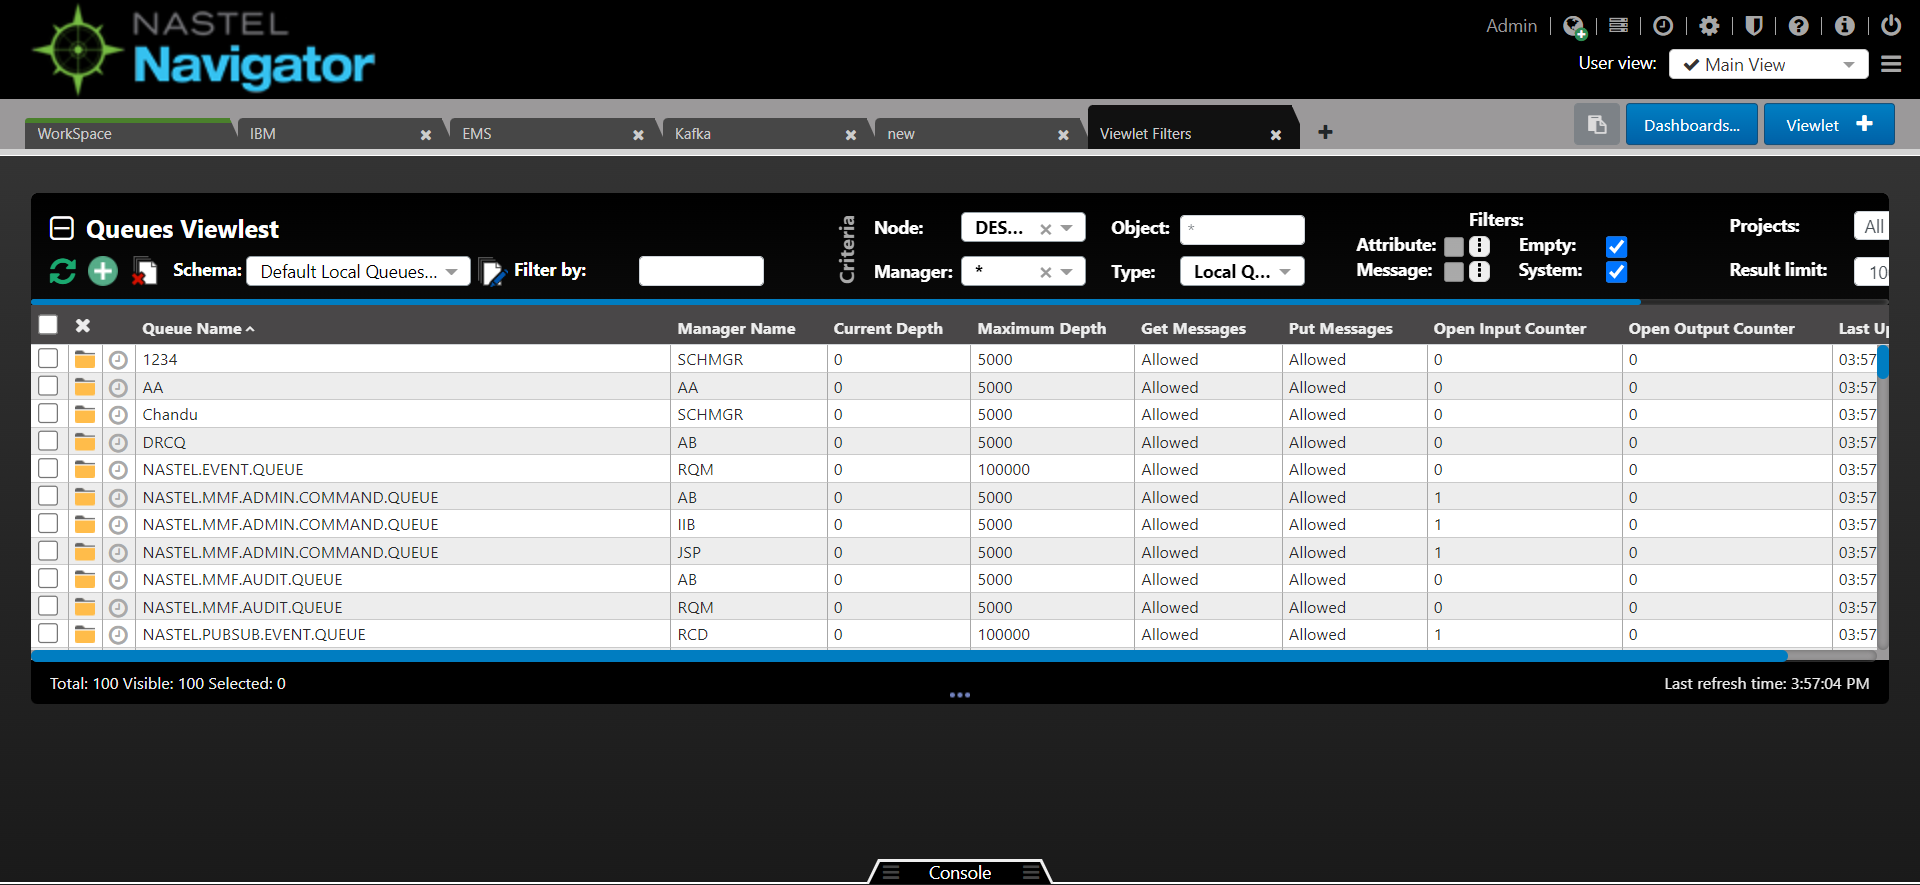 NASTEL
Navigator
Admin
User view: Main View
WorkSpace IBM EMS Kafka new Viewlet Filters
Dashboards... Viewlet
Queues Viewlest
Schema: Default Local Queues... Filter by:
Criteria
Node: DES... Object: *
Manager: * Type: Local Q...
Filters:
Attribute: Empty:
Message: System:
Projects: All
Result limit: 10
Queue Name Manager Name Current Depth Maximum Depth Get Messages Put Messages Open Input Counter Open Output Counter Last Up
1234 SCHMGR 0 5000 Allowed Allowed 0 0 03:57
AA AA 0 5000 Allowed Allowed 0 0 03:57
Chandu SCHMGR 0 5000 Allowed Allowed 0 0 03:57
DRCQ AB 0 5000 Allowed Allowed 0 0 03:57
NASTEL.EVENT.QUEUE RQM 0 100000 Allowed Allowed 0 0 03:57
NASTEL.MMF.ADMIN.COMMAND.QUEUE AB 0 5000 Allowed Allowed 1 0 03:57
NASTEL.MMF.ADMIN.COMMAND.QUEUE IIB 0 5000 Allowed Allowed 1 0 03:57
NASTEL.MMF.ADMIN.COMMAND.QUEUE JSP 0 5000 Allowed Allowed 1 0 03:57
NASTEL.MMF.AUDIT.QUEUE AB 0 5000 Allowed Allowed 0 0 03:57
NASTEL.MMF.AUDIT.QUEUE RQM 0 5000 Allowed Allowed 0 0 03:57
NASTEL.PUBSUB.EVENT.QUEUE RCD 0 100000 Allowed Allowed 1 0 03:57
Total: 100 Visible: 100 Selected: 0
Last refresh time: 3:57:04 PM
Console